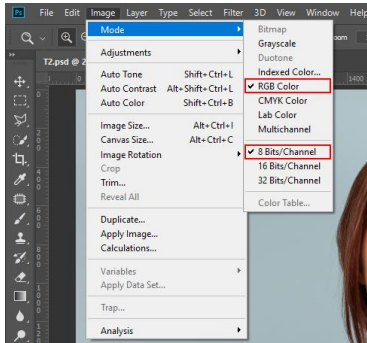 Ps File Edit Image Layer Type Select Filter 3D View Window Help
Mode
Adjustments
Auto Tone Shift+Ctrl+L
Auto Contrast Alt+Shift+Ctrl+L
Auto Color Shift+Ctrl+B
Image Size... Alt+Ctrl+I
Canvas Size... Alt+Ctrl+C
Image Rotation
Crop
Trim...
Reveal All
Duplicate...
Apply Image...
Calculations...
Variables
Apply Data Set...
Trap...
Analysis
Bitmap
Grayscale
Duotone
Indexed Color...
RGB Color
CMYK Color
Lab Color
Multichannel
8 Bits/Channel
16 Bits/Channel
32 Bits/Channel
Color Table...
T2.psd @ 2
1400